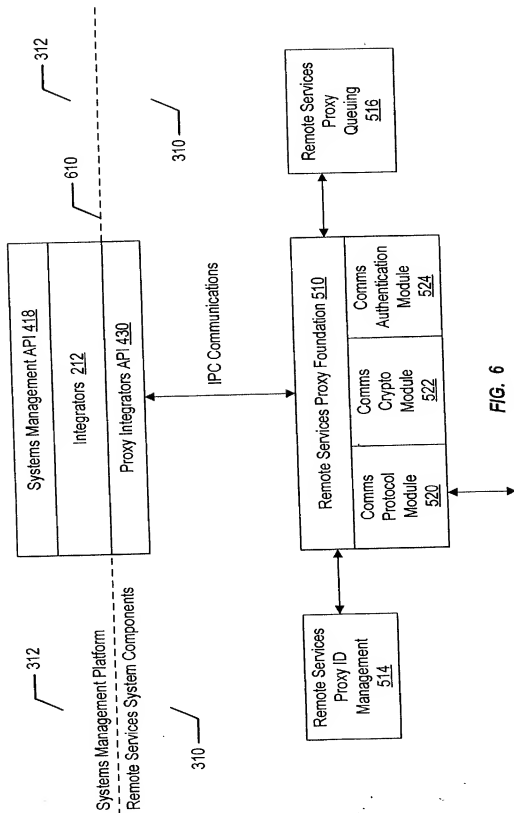 312
610
312
310
310
Systems Management Platform
Remote Services System Components
Systems Management API 418
Integrators 212
Proxy Integrators API 430
IPC Communications
Remote Services
Proxy ID
Management
514
Remote Services Proxy Foundation 510
Comms
Protocol
Module
520
Comms
Crypto
Module
522
Comms
Authentication
Module
524
Remote Services
Proxy
Queuing
516
FIG. 6